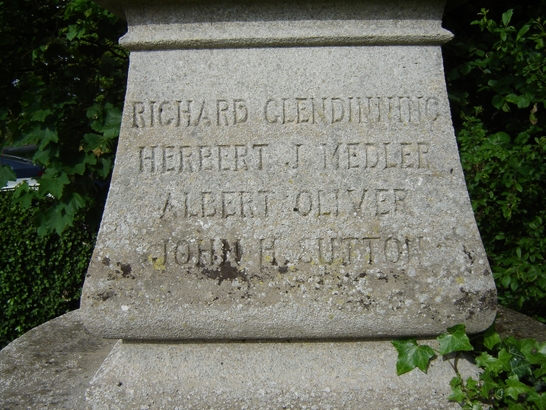 RICHARD GLENDINNING
HERBERT J. MEDLER
ALBERT OLIVER
JOHN H. SUTTON